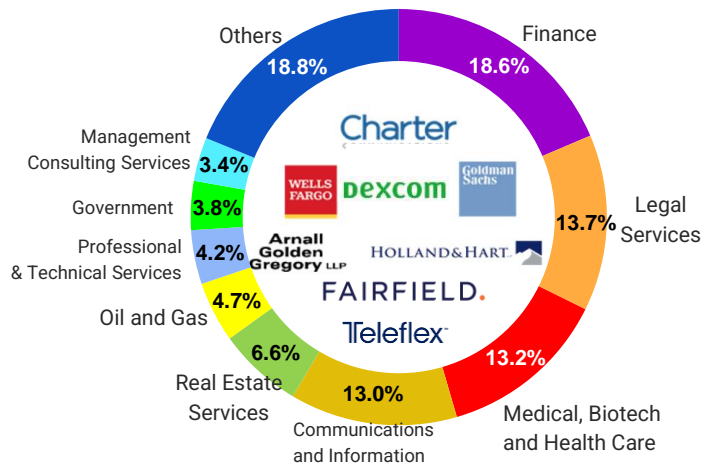 Others
18.8%
Finance
18.6%
Legal
Services
13.7%
Medical, Biotech
and Health Care
13.2%
Communications
and Information
13.0%
Real Estate
Services
6.6%
Oil and Gas
4.7%
Professional
& Technical Services
4.2%
Government
3.8%
Management
Consulting Services
3.4%
Charter
WELLS
FARGO
Dexcom
Goldman
Sachs
Arnall
Golden
Gregory LLP
HOLLAND&HART
FAIRFIELD.
Teleflex